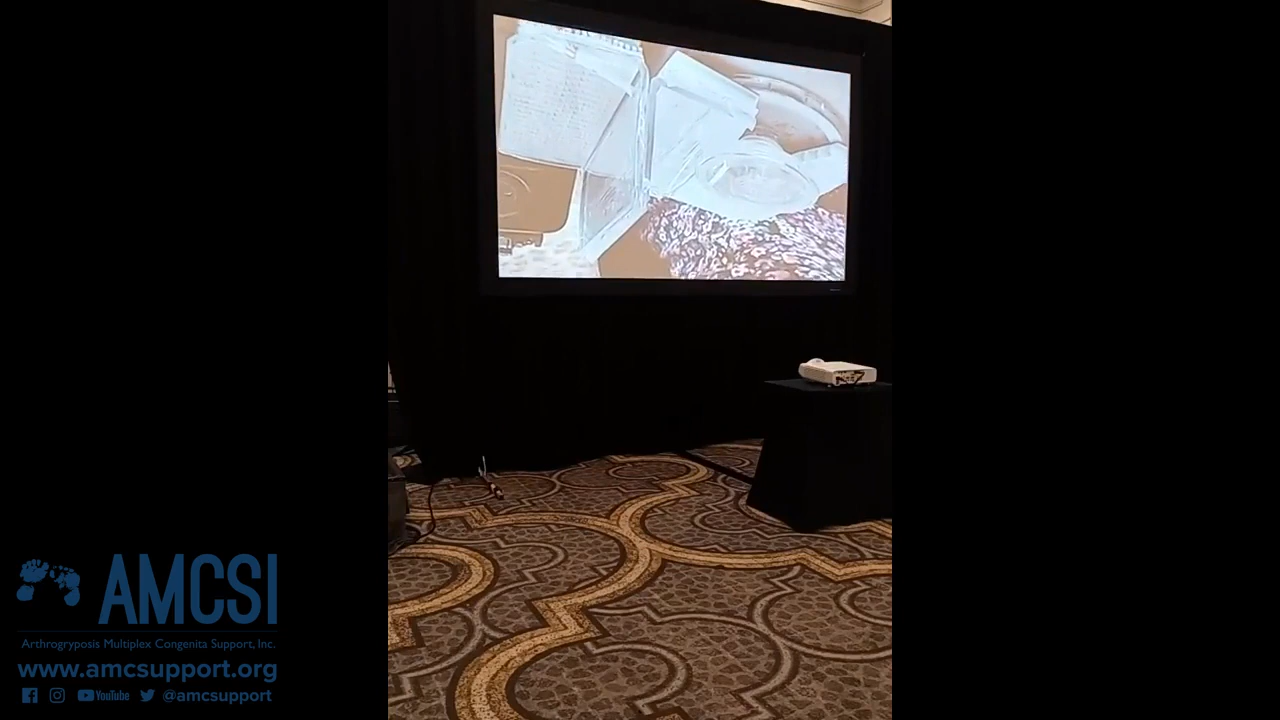 AMCSI
Arthrogryposis Multiplex Congenita Support, Inc.
www.amcsupport.org
YouTube @amcsupport